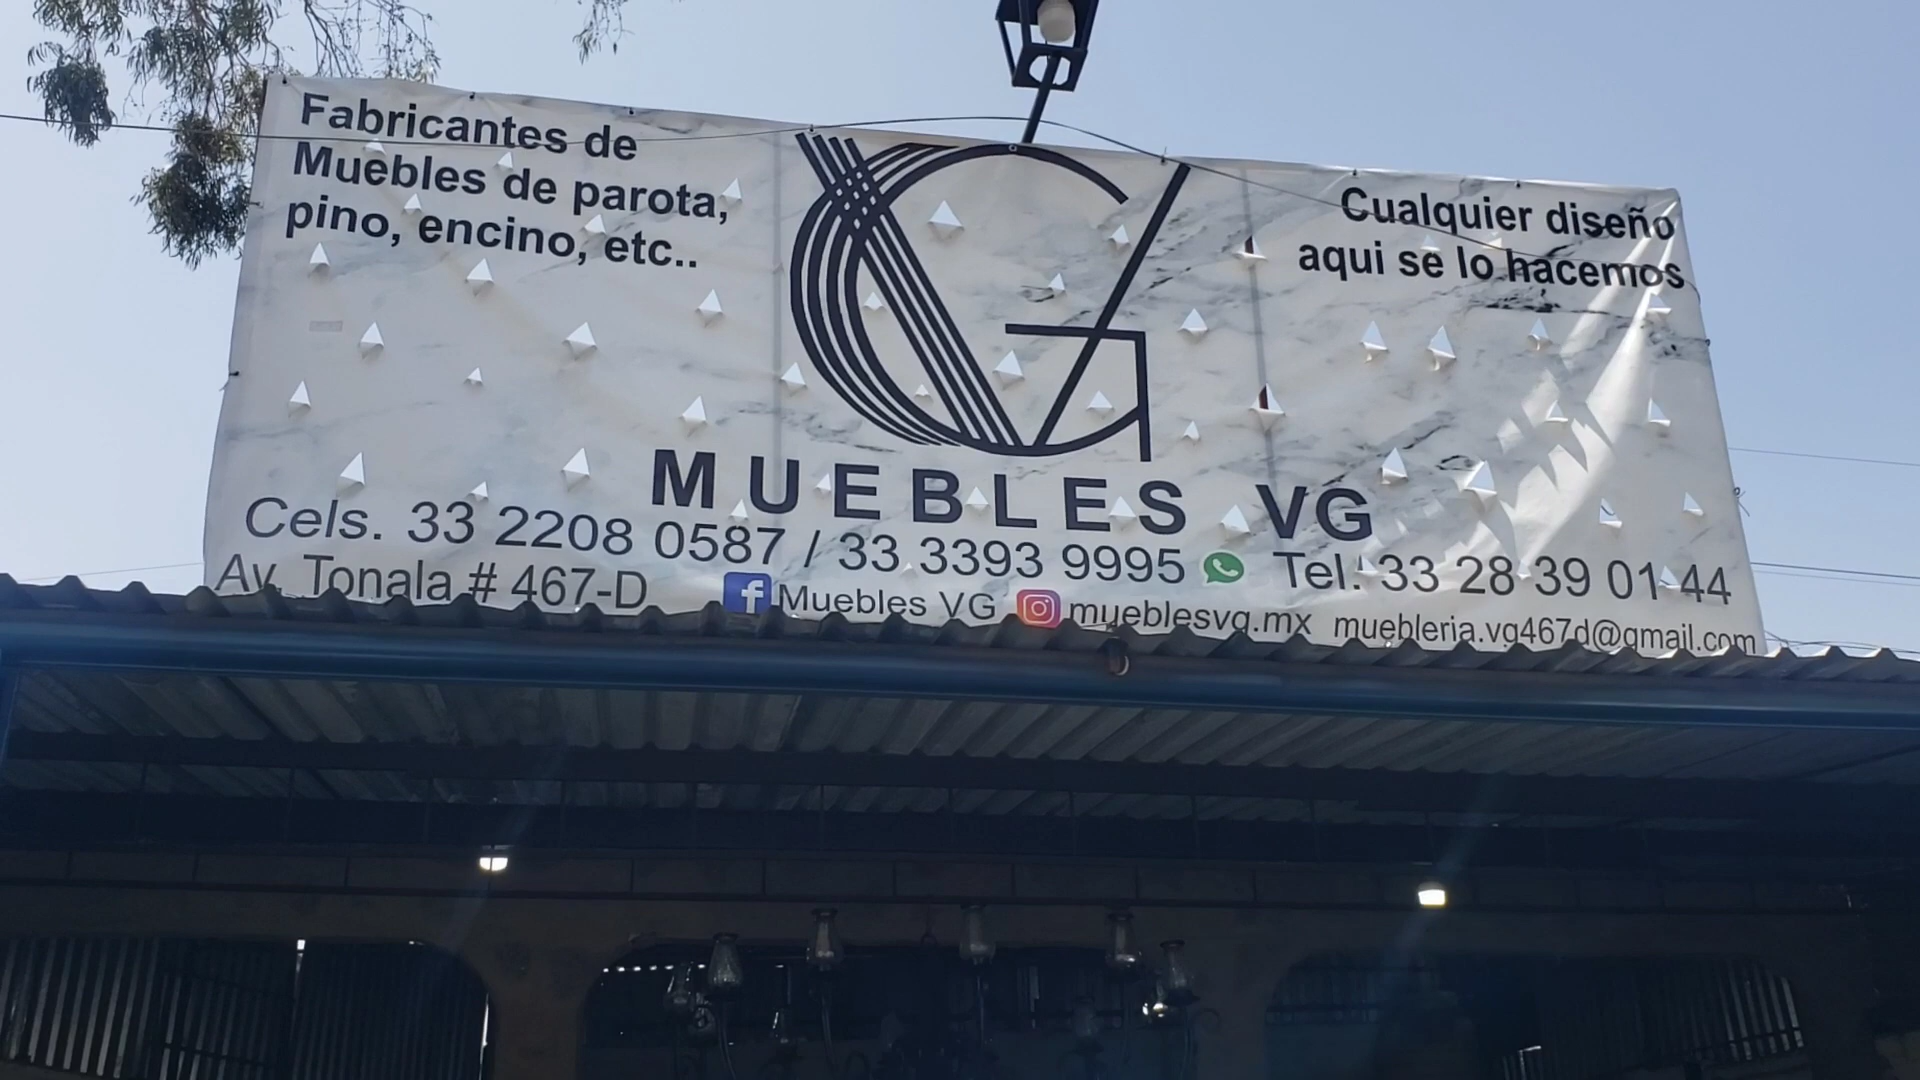 Fabricantes de
Muebles de parota,
pino, encino, etc..
VG
Cualquier diseño
aqui se lo hacemos
MUEBLES VG
Cels. 33 2208 0587 / 33 3393 9995 Tel. 33 28 39 01 44
Av. Tonala # 467-D Muebles VG mueblesvg.mx muebleria.vg467d@gmail.com